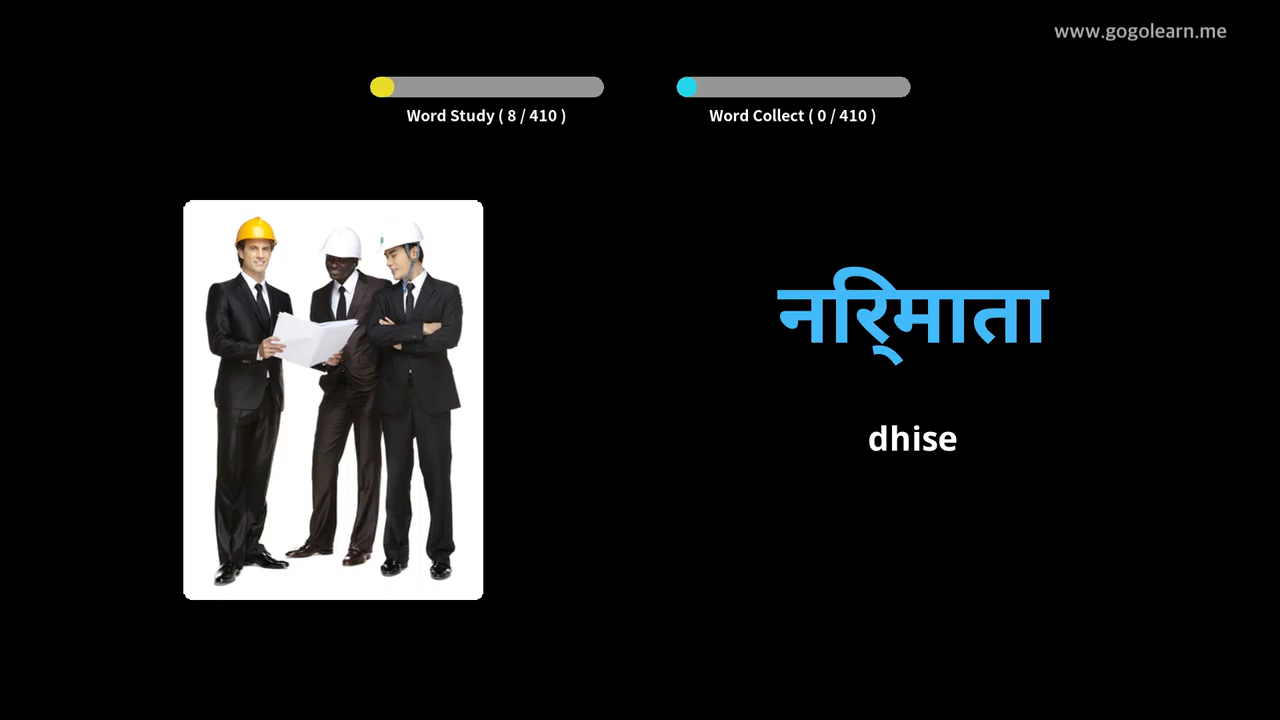 www.gogolearn.me
Word Study ( 8 / 410 )
Word Collect ( 0 / 410 )
नरि्माता
dhise